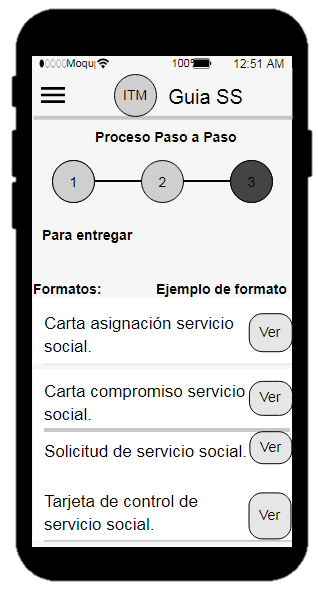 Moqu 100% 12:51 AM
ITM Guia SS
Proceso Paso a Paso
1 2 3
Para entregar
Formatos: Ejemplo de formato
Carta asignación servicio
social.
Ver
Carta compromiso servicio
social.
Ver
Solicitud de servicio social. Ver
Tarjeta de control de
servicio social.
Ver